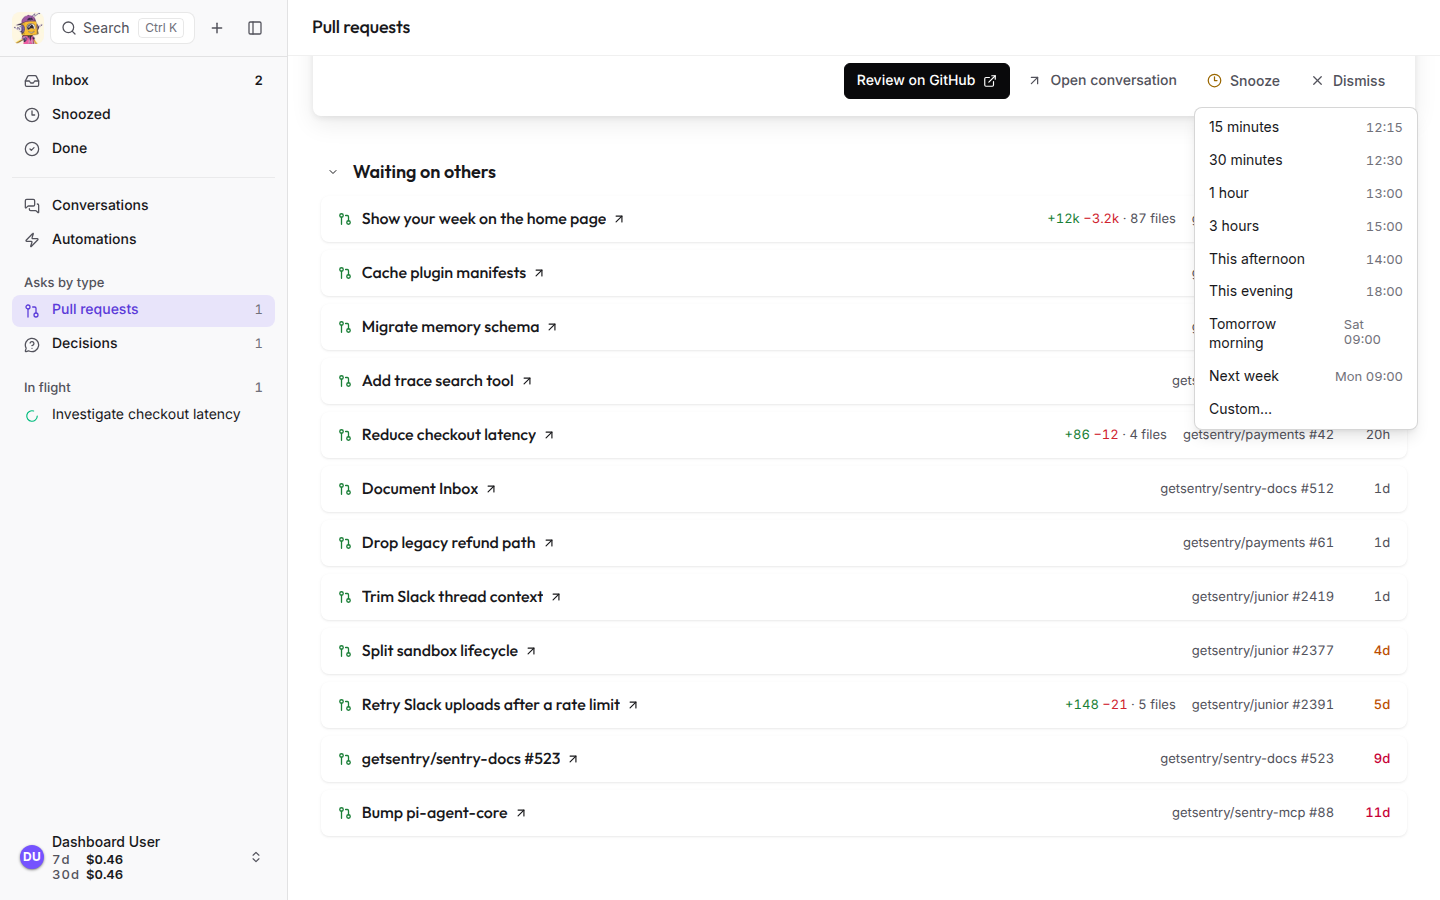 Search Ctrl K
Pull requests
Inbox 2
Snoozed
Done
Conversations
Automations
Asks by type
Pull requests 1
Decisions 1
In flight 1
Investigate checkout latency
Dashboard User
DU
7d $0.46
30d $0.46
Review on GitHub Open conversation Snooze Dismiss
15 minutes 12:15
30 minutes 12:30
1 hour 13:00
3 hours 15:00
This afternoon 14:00
This evening 18:00
Tomorrow morning Sat 09:00
Next week Mon 09:00
Custom...
Waiting on others
Show your week on the home page +12k −3.2k · 87 files
Cache plugin manifests
Migrate memory schema
Add trace search tool
Reduce checkout latency +86 −12 · 4 files getsentry/payments #42 20h
Document Inbox getsentry/sentry-docs #512 1d
Drop legacy refund path getsentry/payments #61 1d
Trim Slack thread context getsentry/junior #2419 1d
Split sandbox lifecycle getsentry/junior #2377 4d
Retry Slack uploads after a rate limit +148 −21 · 5 files getsentry/junior #2391 5d
getsentry/sentry-docs #523 getsentry/sentry-docs #523 9d
Bump pi-agent-core getsentry/sentry-mcp #88 11d